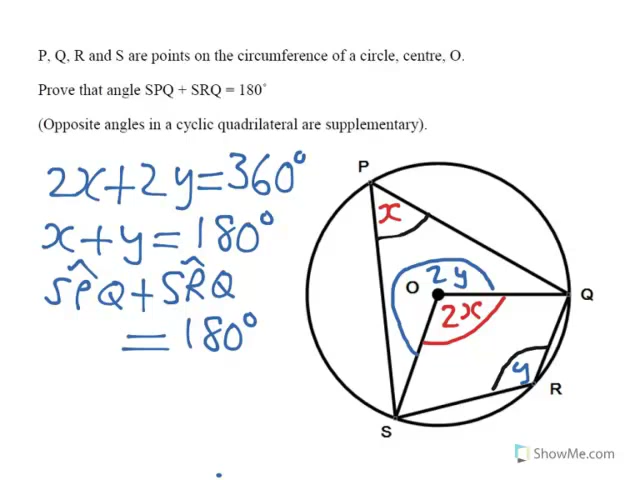 P, Q, R and S are points on the circumference of a circle, centre, O.
Prove that angle SPQ + SRQ = 180°
(Opposite angles in a cyclic quadrilateral are supplementary).
2x+2y=360°
x+y=180°
SP̂Q+SR̂Q
=180°
P
x
2y
O
Q
2x
y
R
S
ShowMe.com